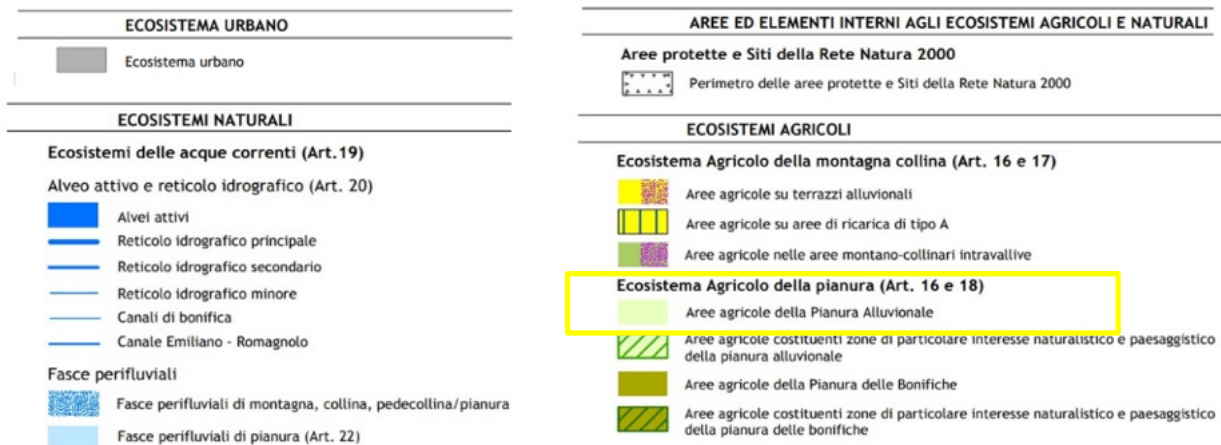 ECOSISTEMA URBANO
Ecosistema urbano
ECOSISTEMI NATURALI
Ecosistemi delle acque correnti (Art.19)
Alveo attivo e reticolo idrografico (Art. 20)
Alvei attivi
Reticolo idrografico principale
Reticolo idrografico secondario
Reticolo idrografico minore
Canali di bonifica
Canale Emiliano - Romagnolo
Fasce perifluviali
Fasce perifluviali di montagna, collina, pedecollina/pianura
Fasce perifluviali di pianura (Art. 22)
AREE ED ELEMENTI INTERNI AGLI ECOSISTEMI AGRICOLI E NATURALI
Aree protette e Siti della Rete Natura 2000
Perimetro delle aree protette e Siti della Rete Natura 2000
ECOSISTEMI AGRICOLI
Ecosistema Agricolo della montagna collina (Art. 16 e 17)
Aree agricole su terrazzi alluvionali
Aree agricole su aree di ricarica di tipo A
Aree agricole nelle aree montano-collinari intravallive
Ecosistema Agricolo della pianura (Art. 16 e 18)
Aree agricole della Pianura Alluvionale
Aree agricole costituenti zone di particolare interesse naturalistico e paesaggistico
della pianura alluvionale
Aree agricole della Pianura delle Bonifiche
Aree agricole costituenti zone di particolare interesse naturalistico e paesaggistico
della pianura delle bonifiche